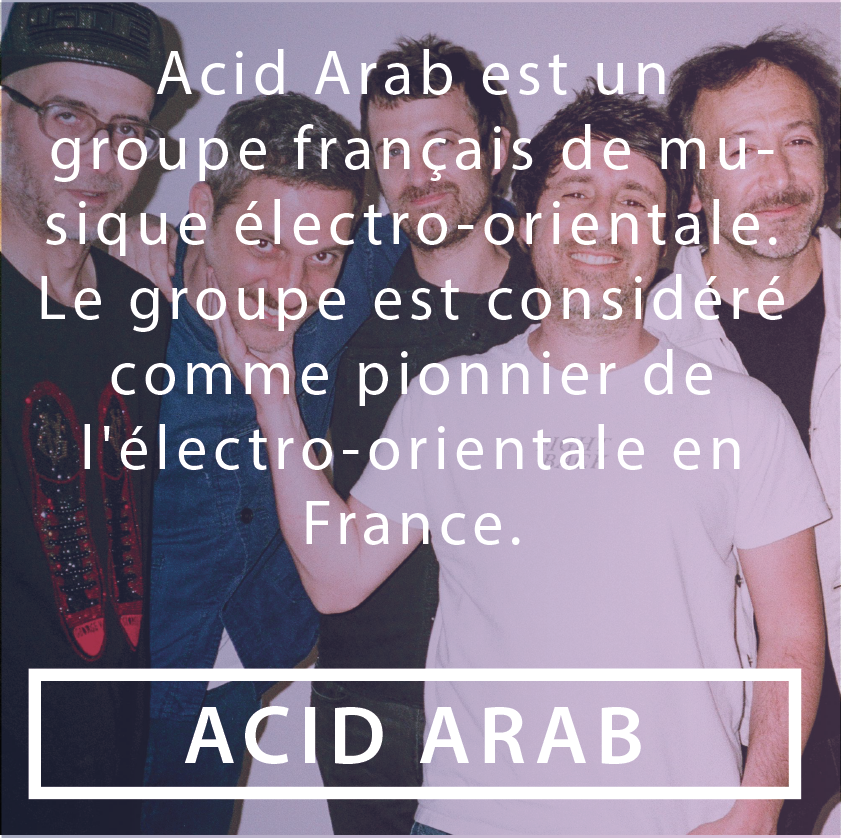 Acid Arab est un
groupe français de mu-
sique électro-orientale.
Le groupe est considéré
comme pionnier de
l'électro-orientale en
France.
ACID ARAB